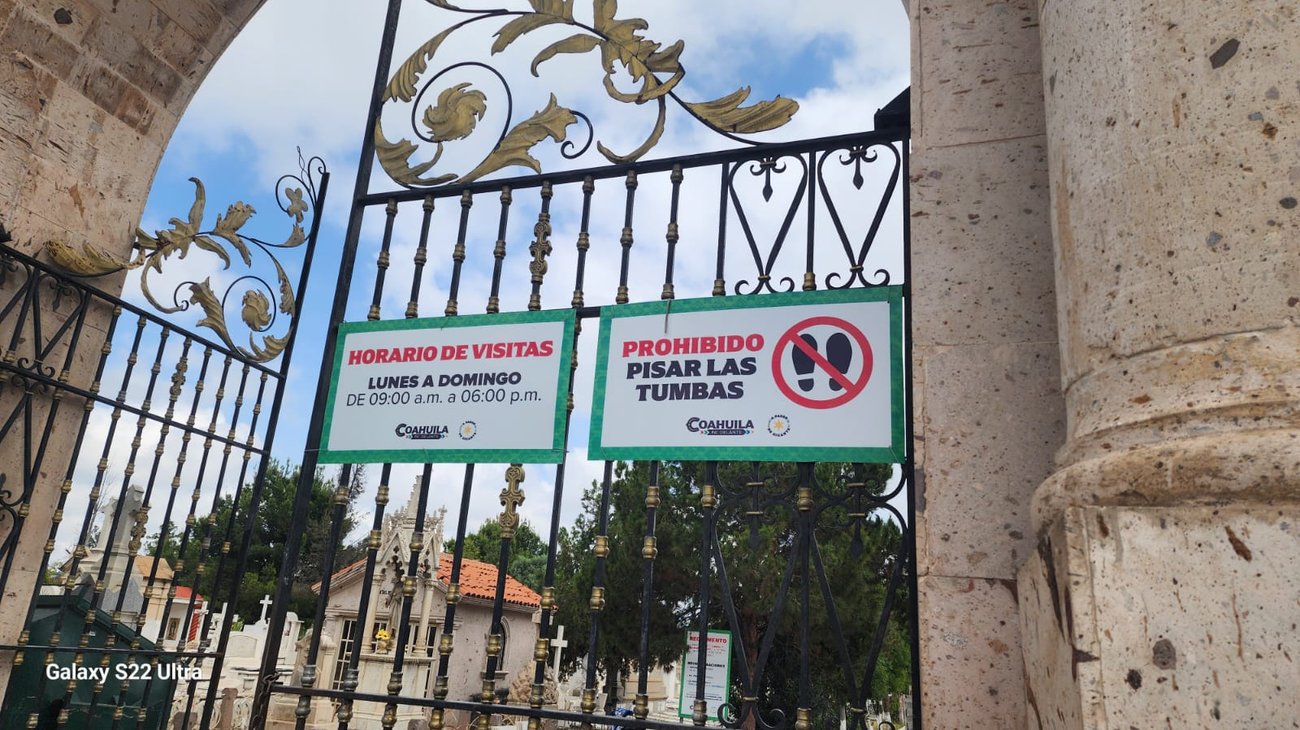 HORARIO DE VISITAS
LUNES A DOMINGO
DE 09:00 a.m. a 06:00 p.m.
COAHUILA
PROHIBIDO
PISAR LAS
TUMBAS
COAHUILA
REGLAMENTO
Galaxy S22 Ultra